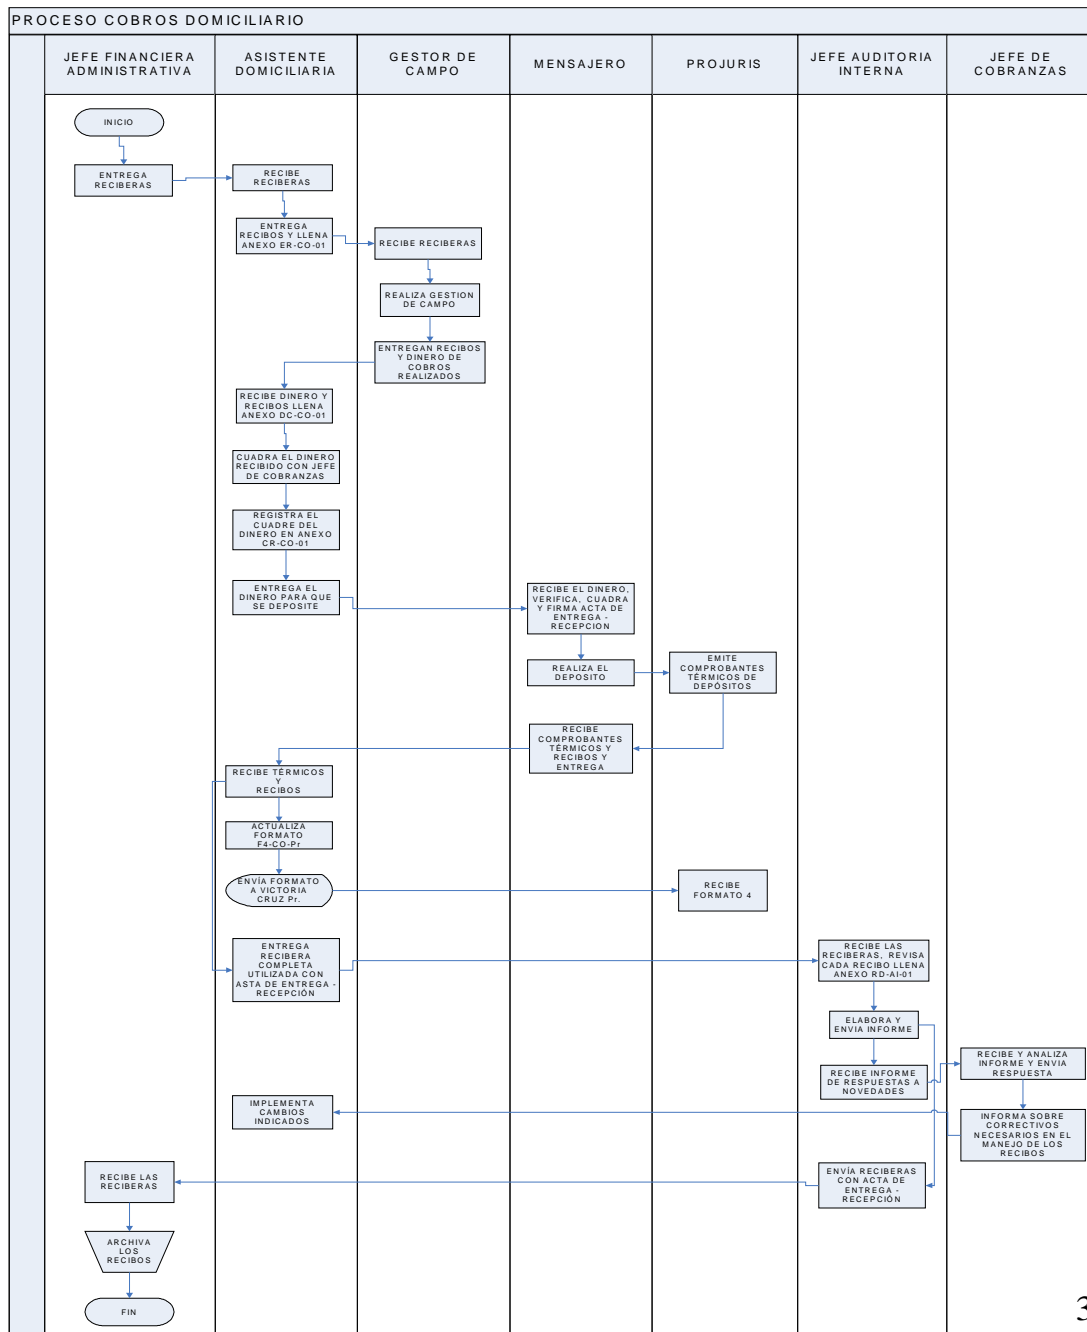 PROCESO COBROS DOMICILIARIO
JEFE FINANCIERA
ADMINISTRATIVA
ASISTENTE
DOMICILIARIA
GESTOR DE
CAMPO
MENSAJERO
PROJURIS
JEFE AUDITORIA
INTERNA
JEFE DE
COBRANZAS
INICIO
ENTREGA
RECIBERAS
RECIBE
RECIBERAS
ENTREGA
RECIBOS Y LLENA
ANEXO ER-CO-01
RECIBE RECIBERAS
REALIZA GESTION
DE CAMPO
ENTREGAN RECIBOS
Y DINERO DE
COBROS
REALIZADOS
RECIBE DINERO Y
RECIBOS LLENA
ANEXO DC-CO-01
CUADRA EL DINERO
RECIBIDO CON JEFE
DE COBRANZAS
REGISTRA EL
CUADRE DEL
DINERO EN ANEXO
CR-CO-01
ENTREGA EL
DINERO PARA QUE
SE DEPOSITE
RECIBE EL DINERO,
VERIFICA, CUADRA
Y FIRMA ACTA DE
ENTREGA -
RECEPCION
REALIZA EL
DEPOSITO
EMITE
COMPROBANTES
TÉRMICOS DE
DEPÓSITOS
RECIBE
COMPROBANTES
TÉRMICOS Y
RECIBOS Y
ENTREGA
RECIBE TÉRMICOS
Y
RECIBOS
ACTUALIZA
FORMATO
F4-CO-Pr
ENVÍA FORMATO
A VICTORIA
CRUZ Pr.
RECIBE
FORMATO 4
ENTREGA
RECIBERA
COMPLETA
UTILIZADA CON
ASTA DE ENTREGA -
RECEPCIÓN
RECIBE LAS
RECIBERAS, REVISA
CADA RECIBO LLENA
ANEXO RD-AI-01
ELABORA Y
ENVIA INFORME
RECIBE INFORME
DE RESPUESTAS A
NOVEDADES
RECIBE Y ANALIZA
INFORME Y ENVIA
RESPUESTA
IMPLEMENTA
CAMBIOS
INDICADOS
INFORMA SOBRE
CORRECTIVOS
NECESARIOS EN EL
MANEJO DE LOS
RECIBOS
RECIBE LAS
RECIBERAS
ENVÍA RECIBERAS
CON ACTA DE
ENTREGA -
RECEPCIÓN
ARCHIVA
LOS
RECIBOS
FIN
3